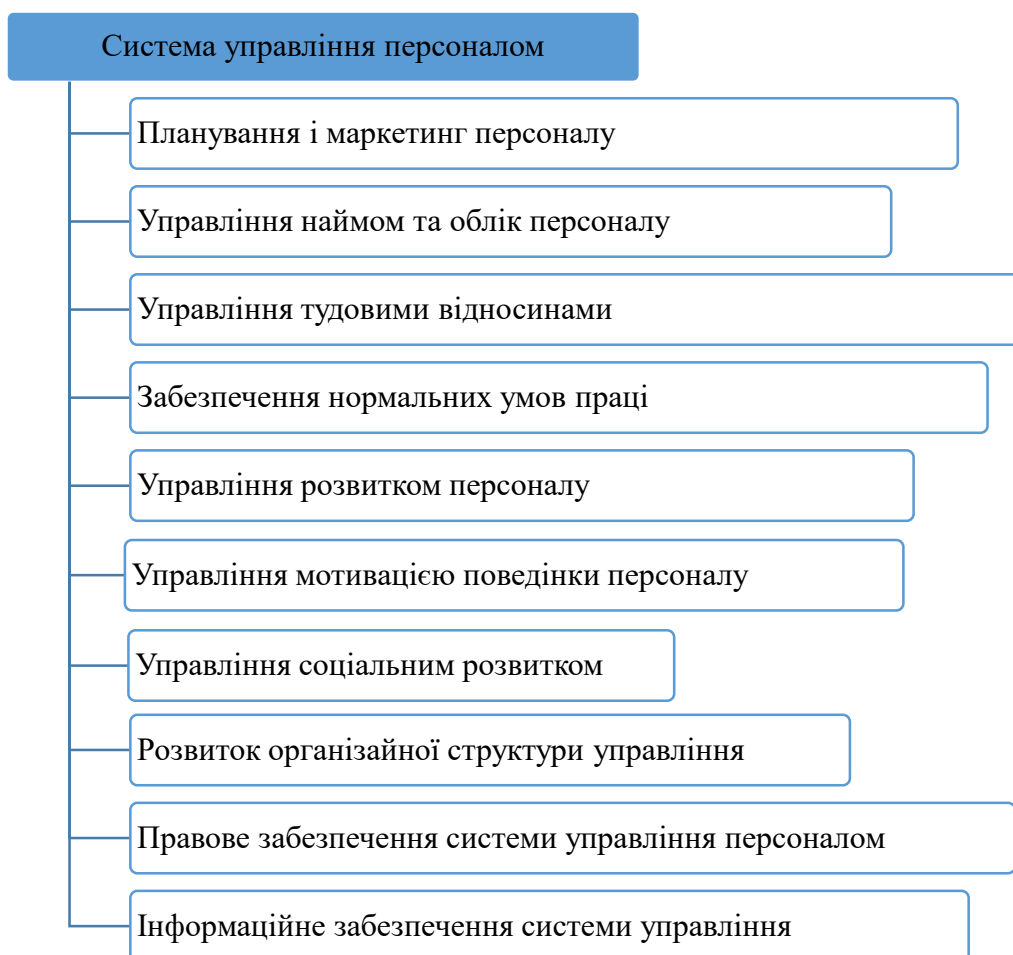 Система управління персоналом
Планування і маркетинг персоналу
Управління наймом та облік персоналу
Управління тудовими відносинами
Забезпечення нормальних умов праці
Управління розвитком персоналу
Управління мотивацією поведінки персоналу
Управління соціальним розвитком
Розвиток організайної структури управління
Правове забезпечення системи управління персоналом
Інформаційне забезпечення системи управління